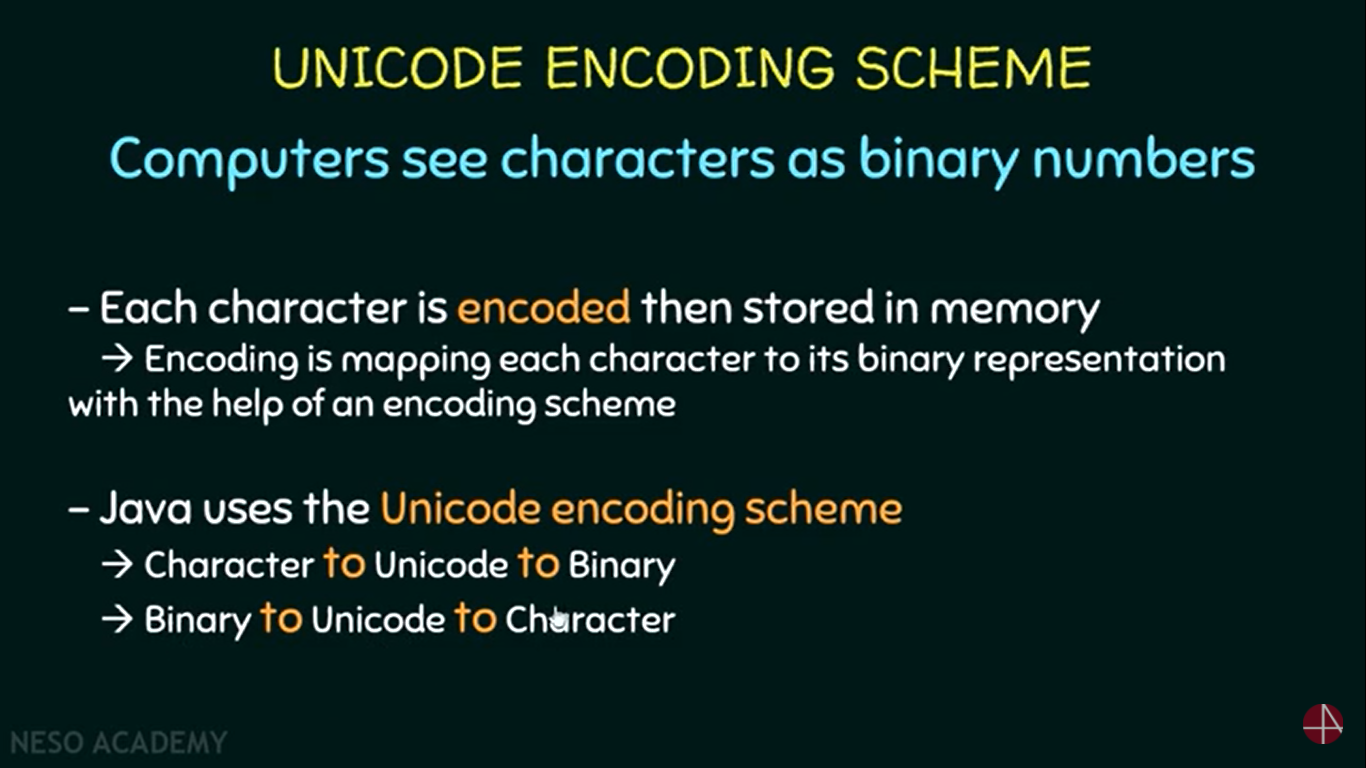 UNICODE ENCODING SCHEME
Computers see characters as binary numbers
– Each character is encoded then stored in memory
→ Encoding is mapping each character to its binary representation
with the help of an encoding scheme
– Java uses the Unicode encoding scheme
→ Character to Unicode to Binary
→ Binary to Unicode to Character
NESO ACADEMY